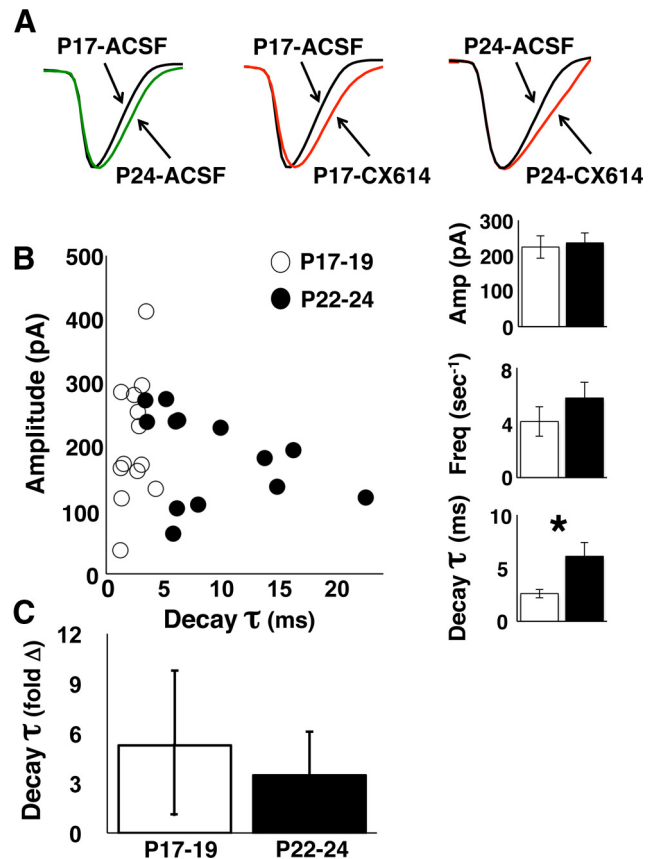 A
P17-ACSF
P24-ACSF
P17-ACSF
P17-CX614
P24-ACSF
P24-CX614
B
500
400
300
200
100
0
Amplitude (pA)
0 5 10 15 20
Decay τ (ms)
P17-19
P22-24
300
200
100
0
Amp (pA)
8
4
0
Freq (sec⁻¹)
10
5
0
Decay τ (ms)
*
C
12
9
6
3
0
Decay τ (fold Δ)
P17-19 P22-24